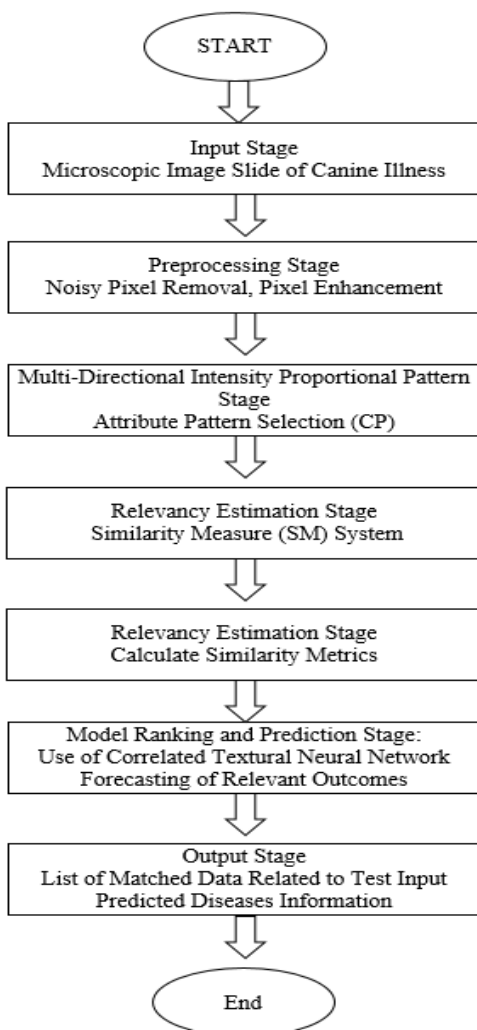 START
Input Stage
Microscopic Image Slide of Canine Illness
Preprocessing Stage
Noisy Pixel Removal, Pixel Enhancement
Multi-Directional Intensity Proportional Pattern
Stage
Attribute Pattern Selection (CP)
Relevancy Estimation Stage
Similarity Measure (SM) System
Relevancy Estimation Stage
Calculate Similarity Metrics
Model Ranking and Prediction Stage:
Use of Correlated Textural Neural Network
Forecasting of Relevant Outcomes
Output Stage
List of Matched Data Related to Test Input
Predicted Diseases Information
End